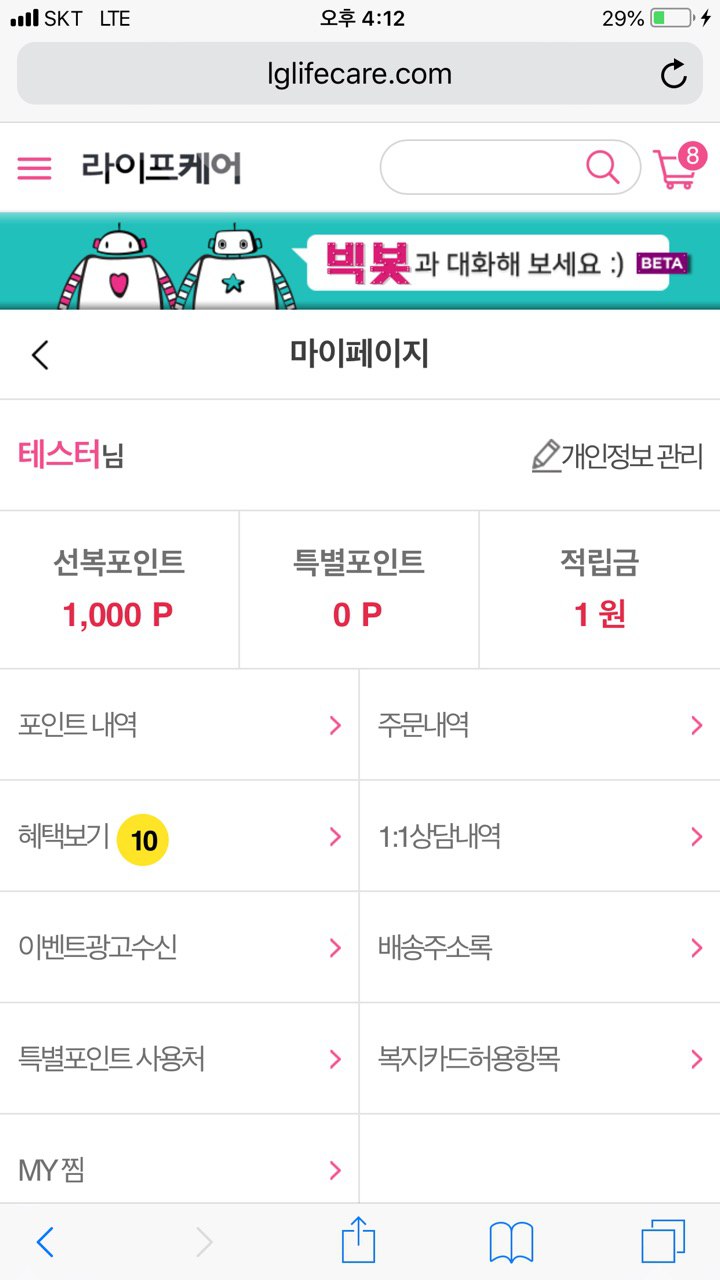 SKT LTE 오후 4:12 29%
lglifecare.com
라이프케어 8
빅봇과 대화해 보세요 :) BETA
마이페이지
테스터님 개인정보 관리
선복포인트 특별포인트 적립금
1,000 P 0 P 1 원
포인트 내역 주문내역
혜택보기 10 1:1상담내역
이벤트광고수신 배송주소록
특별포인트 사용처 복지카드허용항목
MY 찜